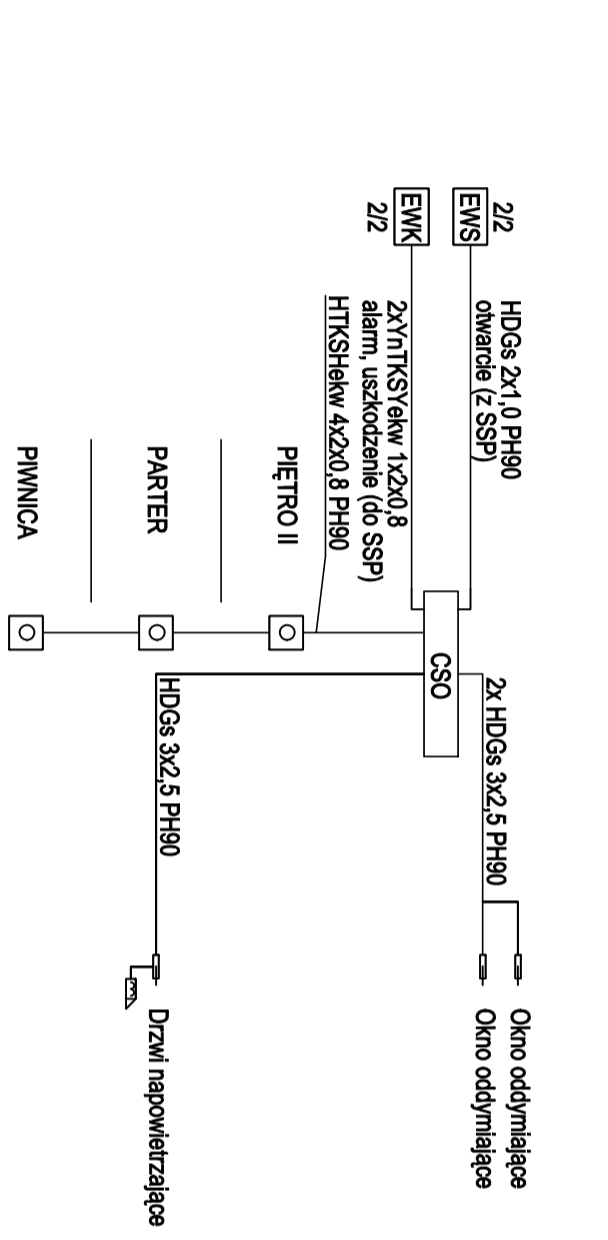 2/2
EWS
HDGs 2x1,0 PH90
otwarcie (z SSP)
EWK
2/2
2xYnTKSYekw 1x2x0,8
alarm, uszkodzenie (do SSP)
HTKSHekw 4x2x0,8 PH90
CSO
2x HDGs 3x2,5 PH90
Okno oddymiające
Okno oddymiające
PIĘTRO II
PARTER
PIWNICA
HDGs 3x2,5 PH90
Drzwi napowietrzające